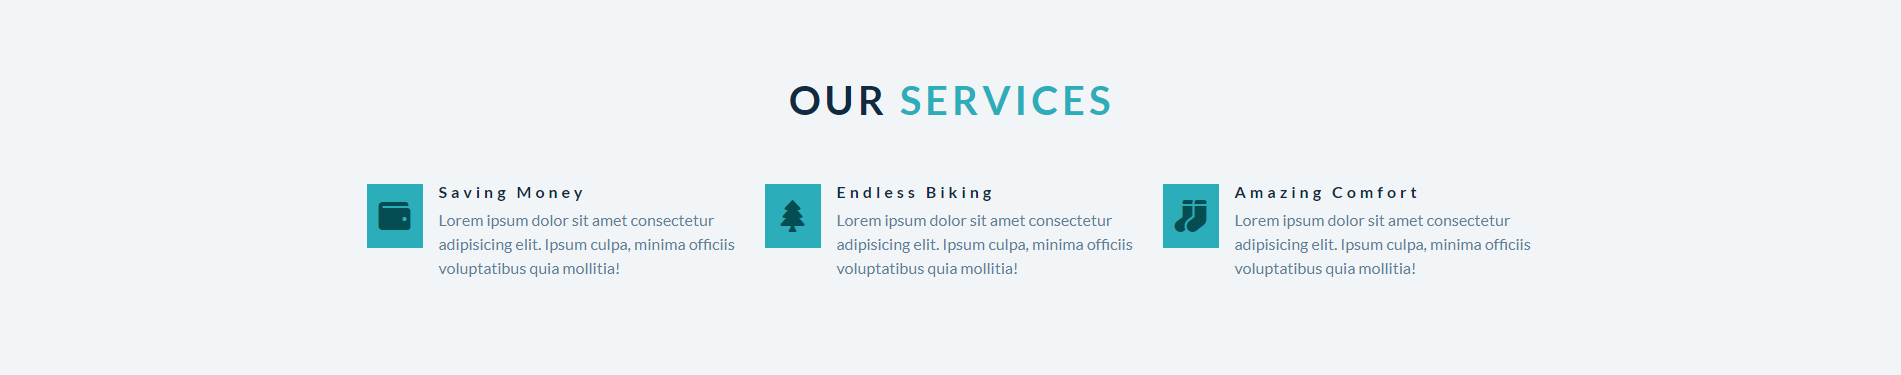 OUR SERVICES
Saving Money
Lorem ipsum dolor sit amet consectetur
adipisicing elit. Ipsum culpa, minima officiis
voluptatibus quia mollitia!
Endless Biking
Lorem ipsum dolor sit amet consectetur
adipisicing elit. Ipsum culpa, minima officiis
voluptatibus quia mollitia!
Amazing Comfort
Lorem ipsum dolor sit amet consectetur
adipisicing elit. Ipsum culpa, minima officiis
voluptatibus quia mollitia!